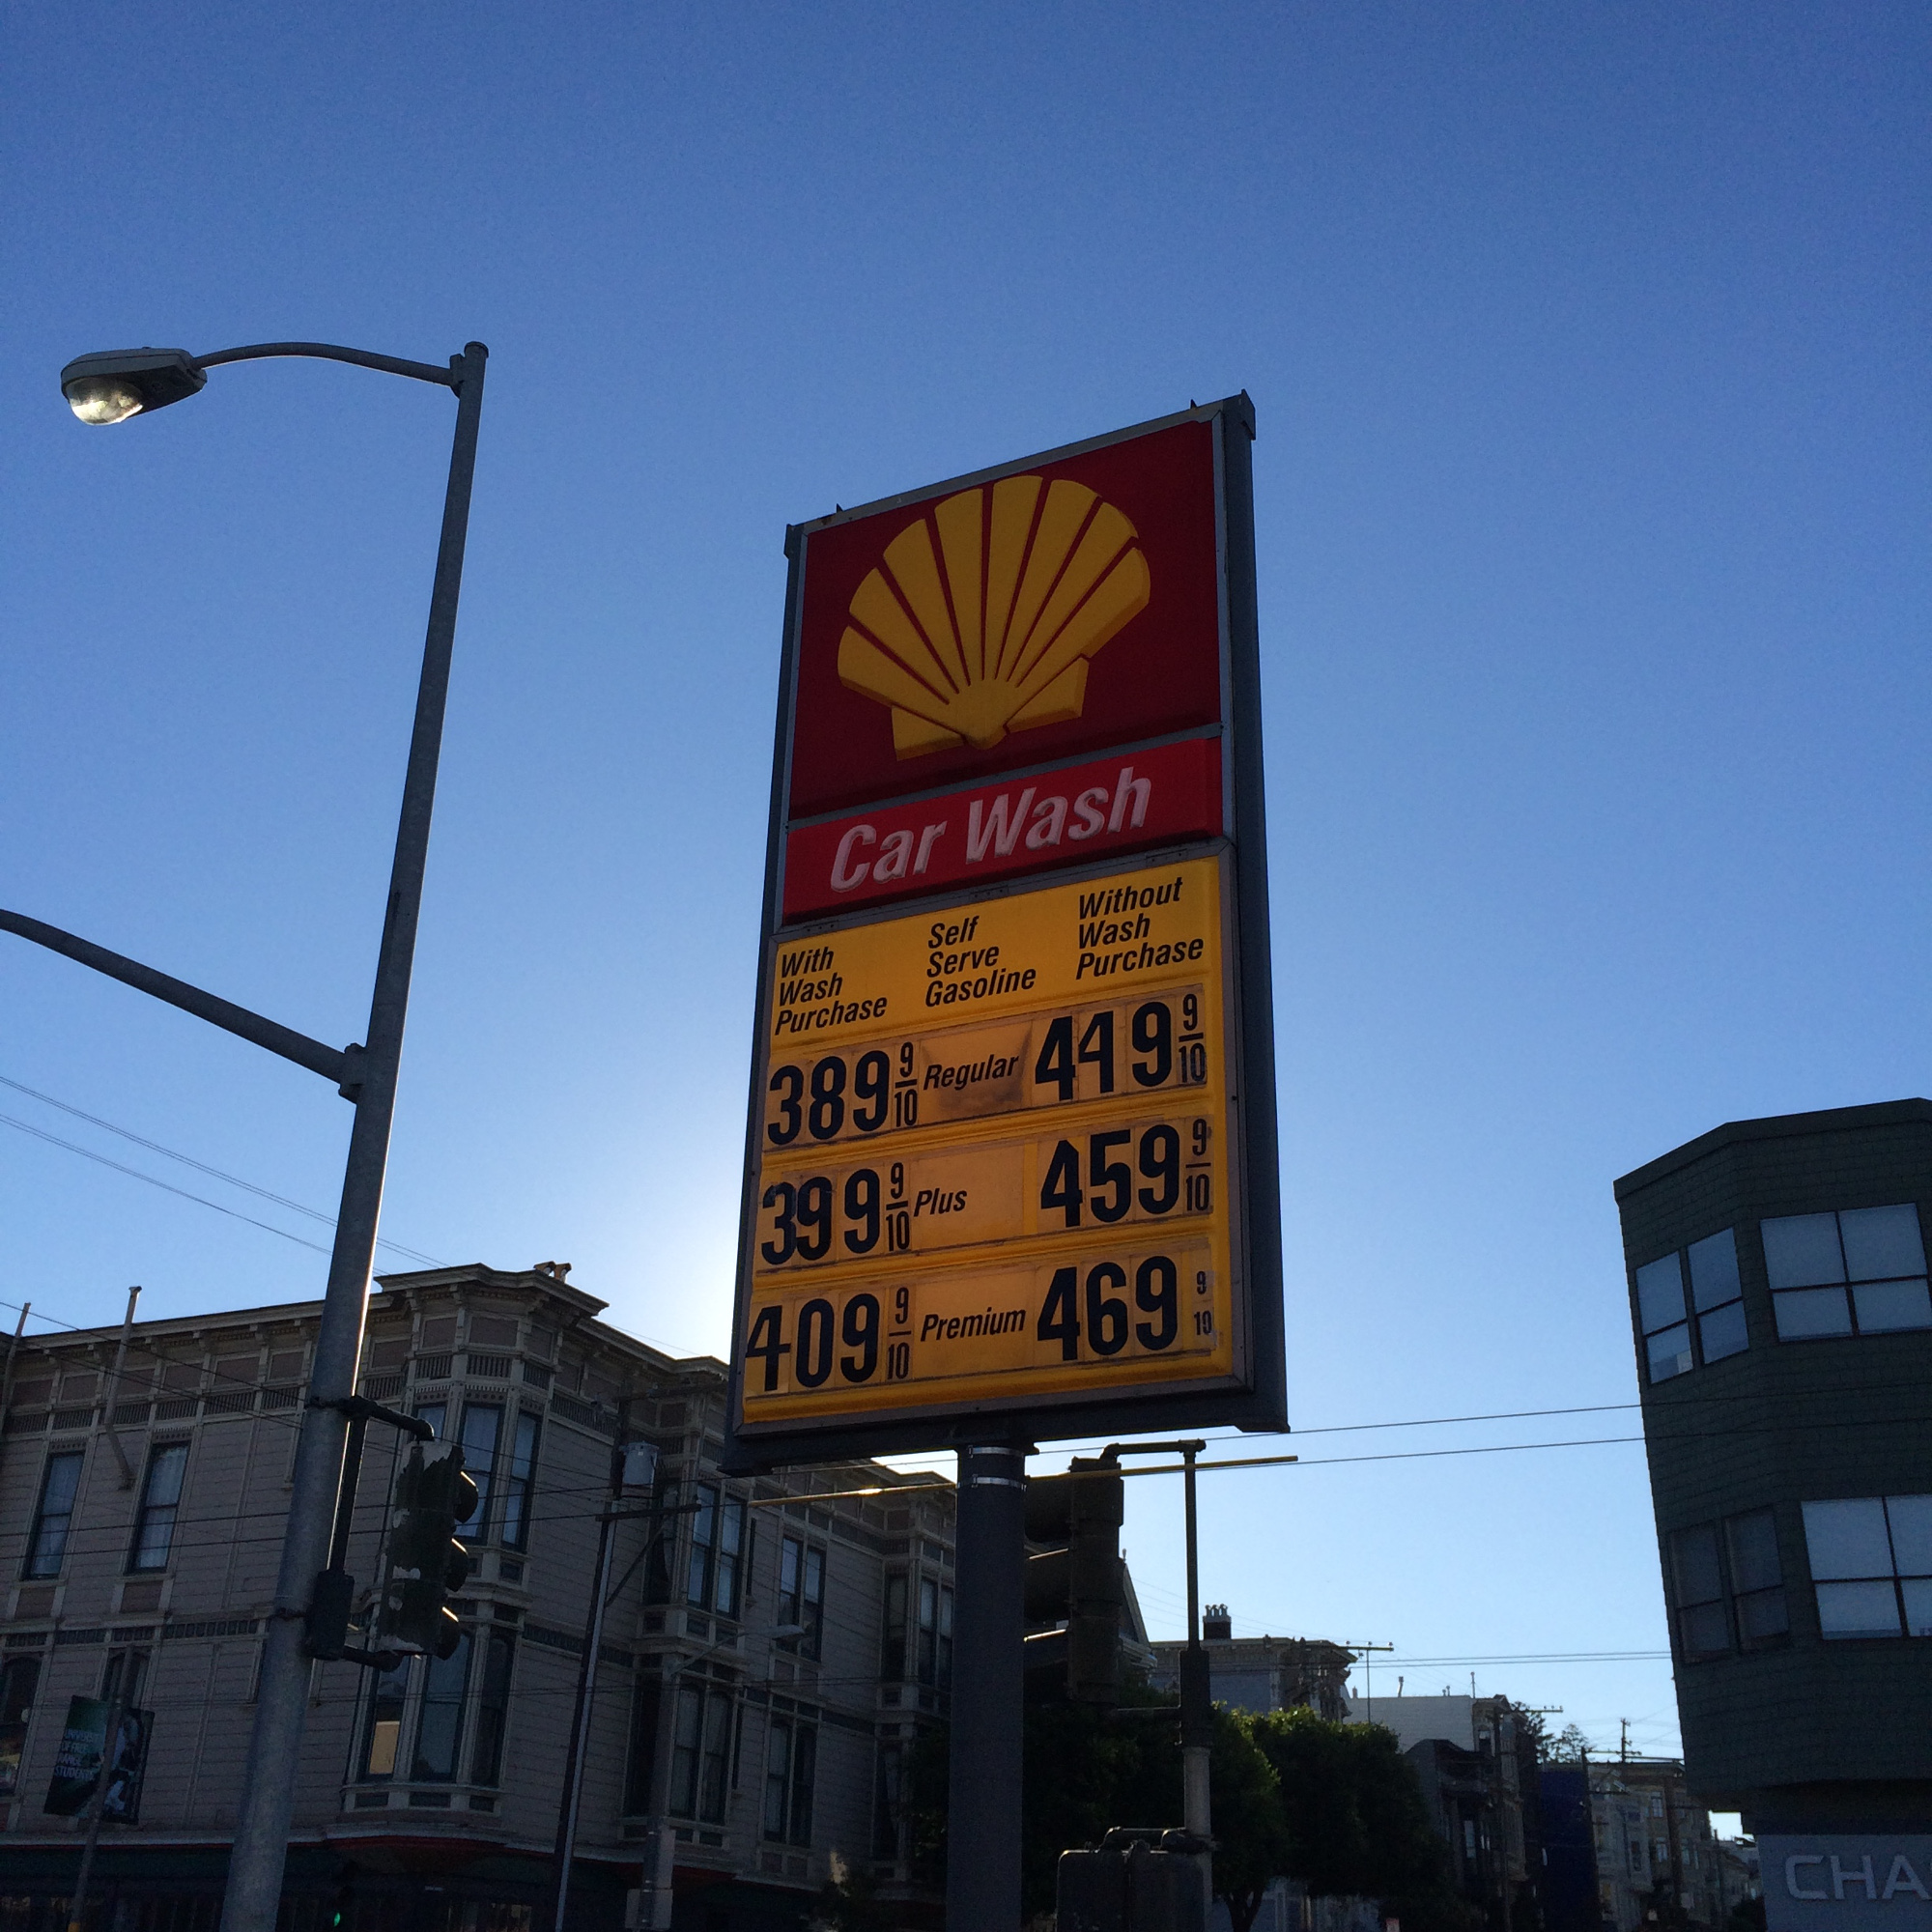 Car Wash
With
Wash
Purchase
Self
Serve
Gasoline
Without
Wash
Purchase
389 9/10 Regular 449 9/10
399 9/10 Plus 459 9/10
409 9/10 Premium 469 9/10
STUDENTS
CHA